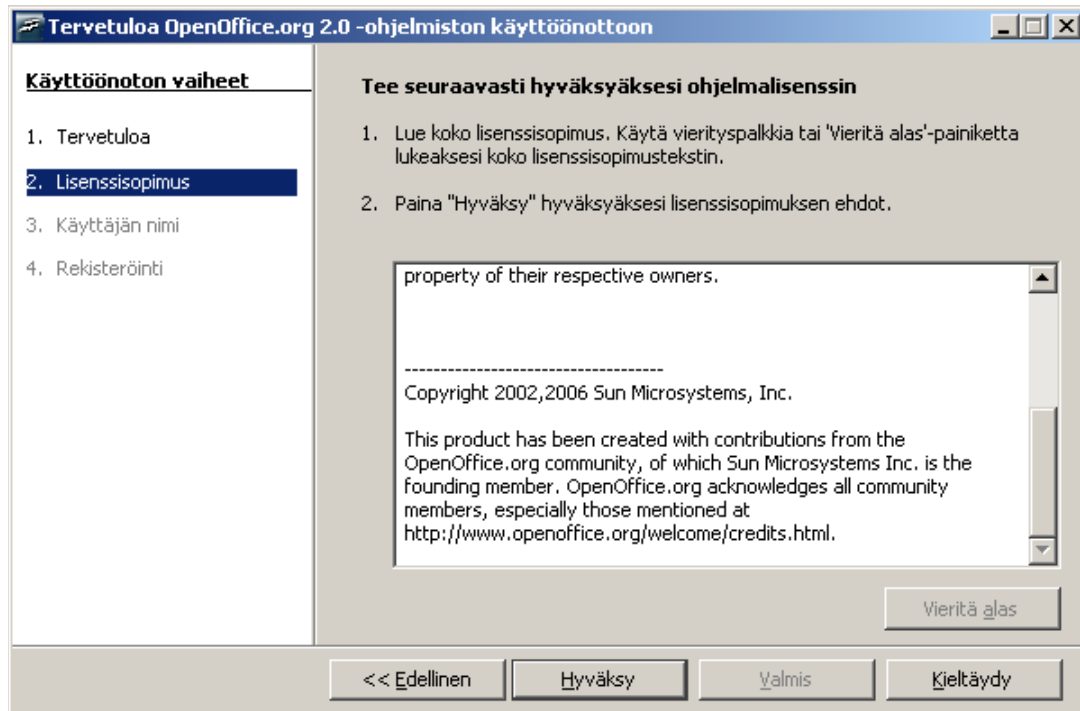 Tervetuloa OpenOffice.org 2.0 -ohjelmiston käyttöönottoon
Käyttöönoton vaiheet
1. Tervetuloa
2. Lisenssisopimus
3. Käyttäjän nimi
4. Rekisteröinti
Tee seuraavasti hyväksyäksesi ohjelmalisenssin
1. Lue koko lisenssisopimus. Käytä vierityspalkkia tai 'Vieritä alas'-painiketta
lukeaksesi koko lisenssisopimustekstin.
2. Paina "Hyväksy" hyväksyäksesi lisenssisopimuksen ehdot.
property of their respective owners.
------------------------------------
Copyright 2002,2006 Sun Microsystems, Inc.
This product has been created with contributions from the
OpenOffice.org community, of which Sun Microsystems Inc. is the
founding member. OpenOffice.org acknowledges all community
members, especially those mentioned at
http://www.openoffice.org/welcome/credits.html.
Vieritä alas
<< Edellinen
Hyväksy
Valmis
Kieltäydy